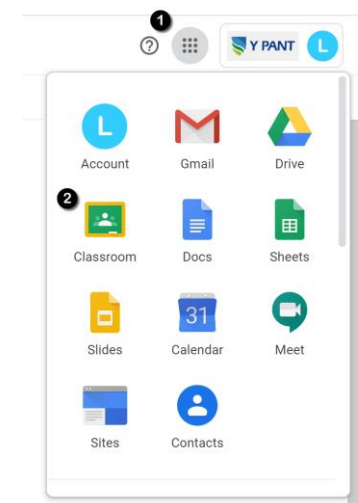 1
Y PANT L
L
Account Gmail Drive
2
Classroom Docs Sheets
31
Slides Calendar Meet
Sites Contacts